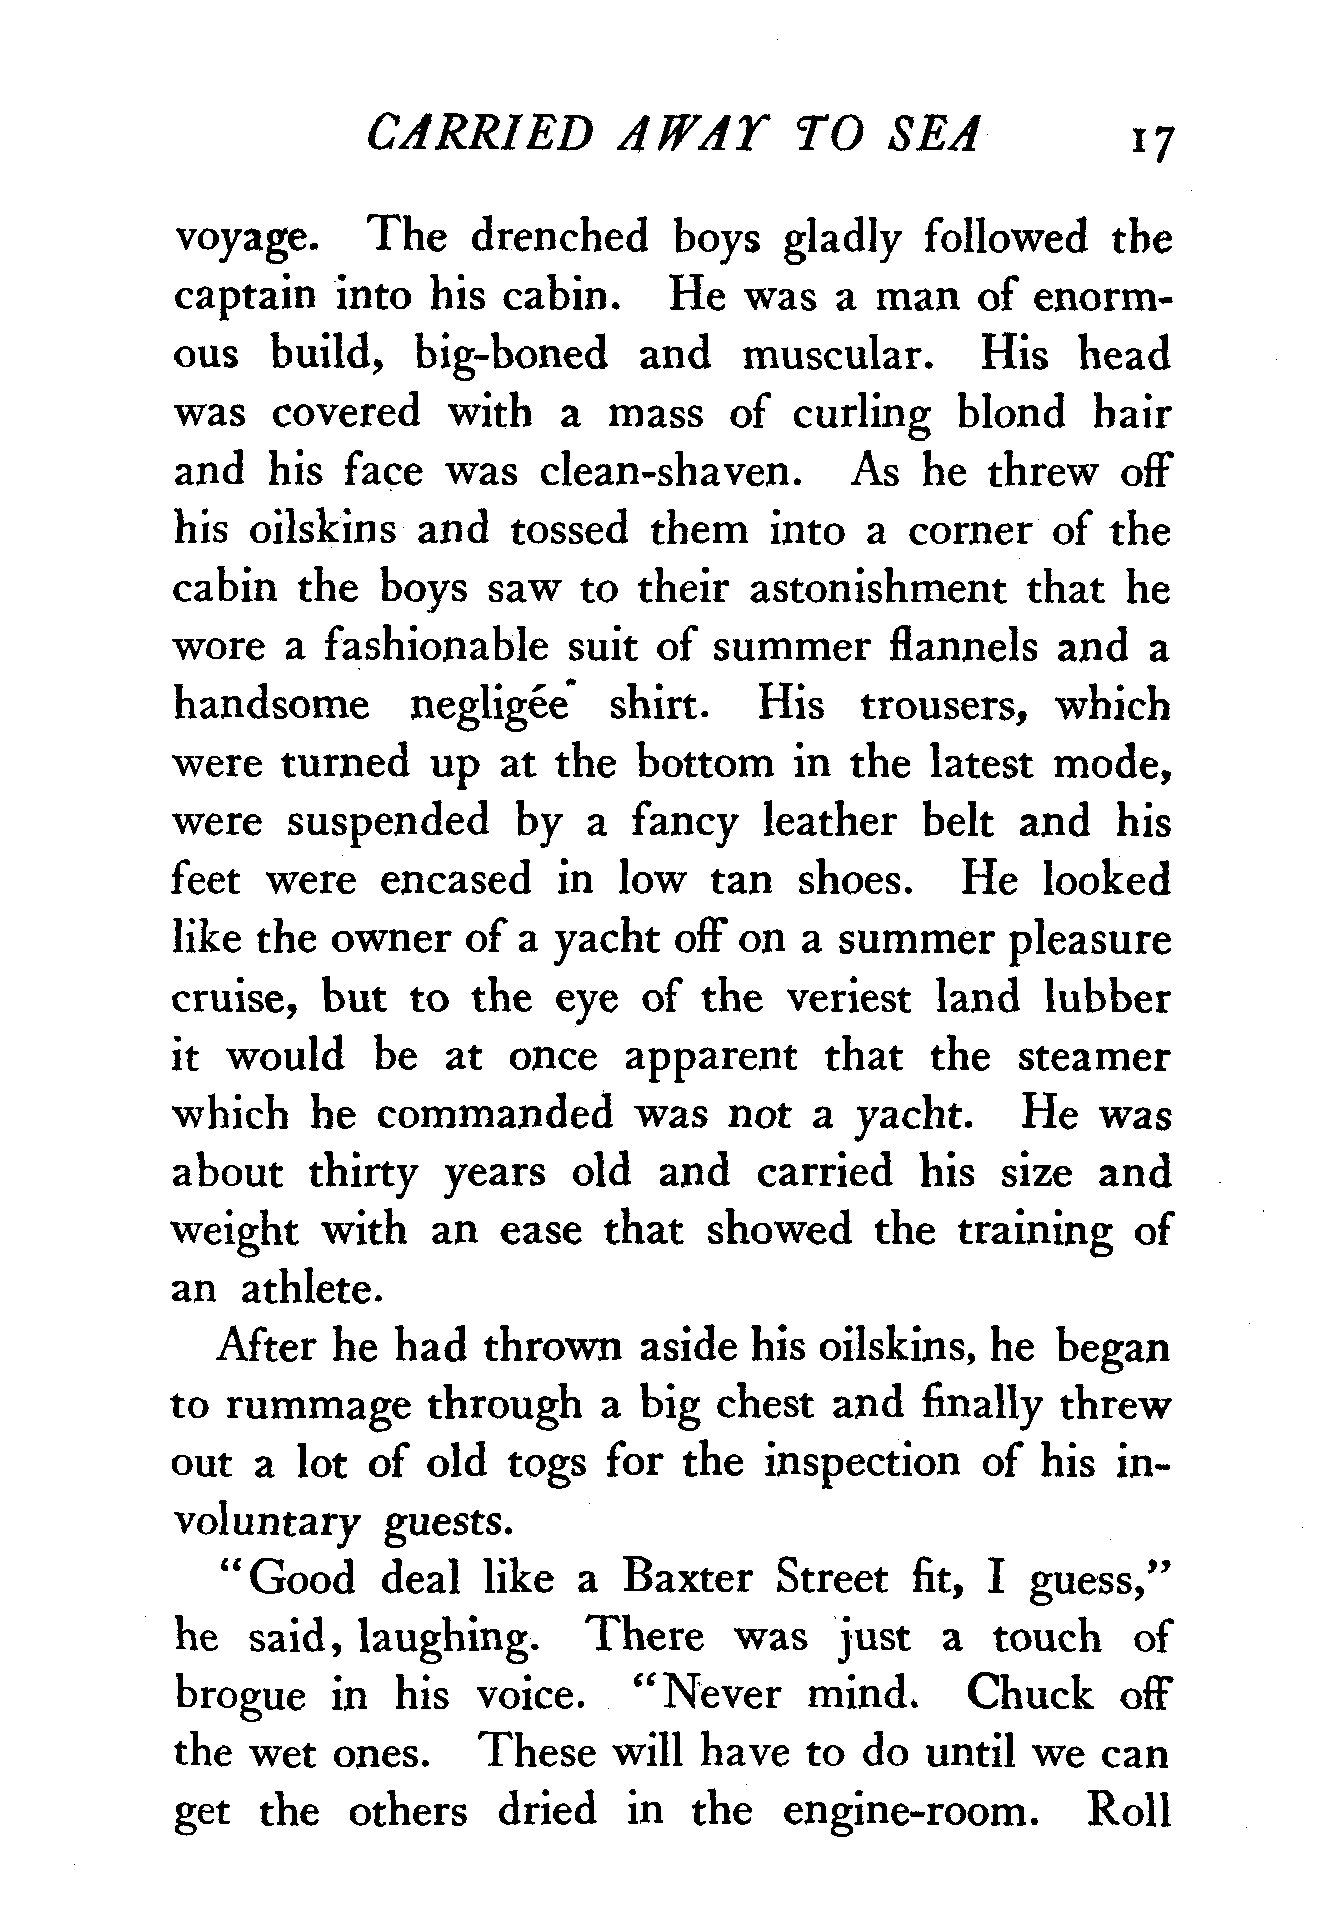 CARRIED AWAY TO SEA 17
voyage. The drenched boys gladly followed the
captain into his cabin. He was a man of enorm-
ous build, big-boned and muscular. His head
was covered with a mass of curling blond hair
and his face was clean-shaven. As he threw off
his oilskins and tossed them into a corner of the
cabin the boys saw to their astonishment that he
wore a fashionable suit of summer flannels and a
handsome negligée shirt. His trousers, which
were turned up at the bottom in the latest mode,
were suspended by a fancy leather belt and his
feet were encased in low tan shoes. He looked
like the owner of a yacht off on a summer pleasure
cruise, but to the eye of the veriest land lubber
it would be at once apparent that the steamer
which he commanded was not a yacht. He was
about thirty years old and carried his size and
weight with an ease that showed the training of
an athlete.
After he had thrown aside his oilskins, he began
to rummage through a big chest and finally threw
out a lot of old togs for the inspection of his in-
voluntary guests.
"Good deal like a Baxter Street fit, I guess,"
he said, laughing. There was just a touch of
brogue in his voice. "Never mind. Chuck off
the wet ones. These will have to do until we can
get the others dried in the engine-room. Roll